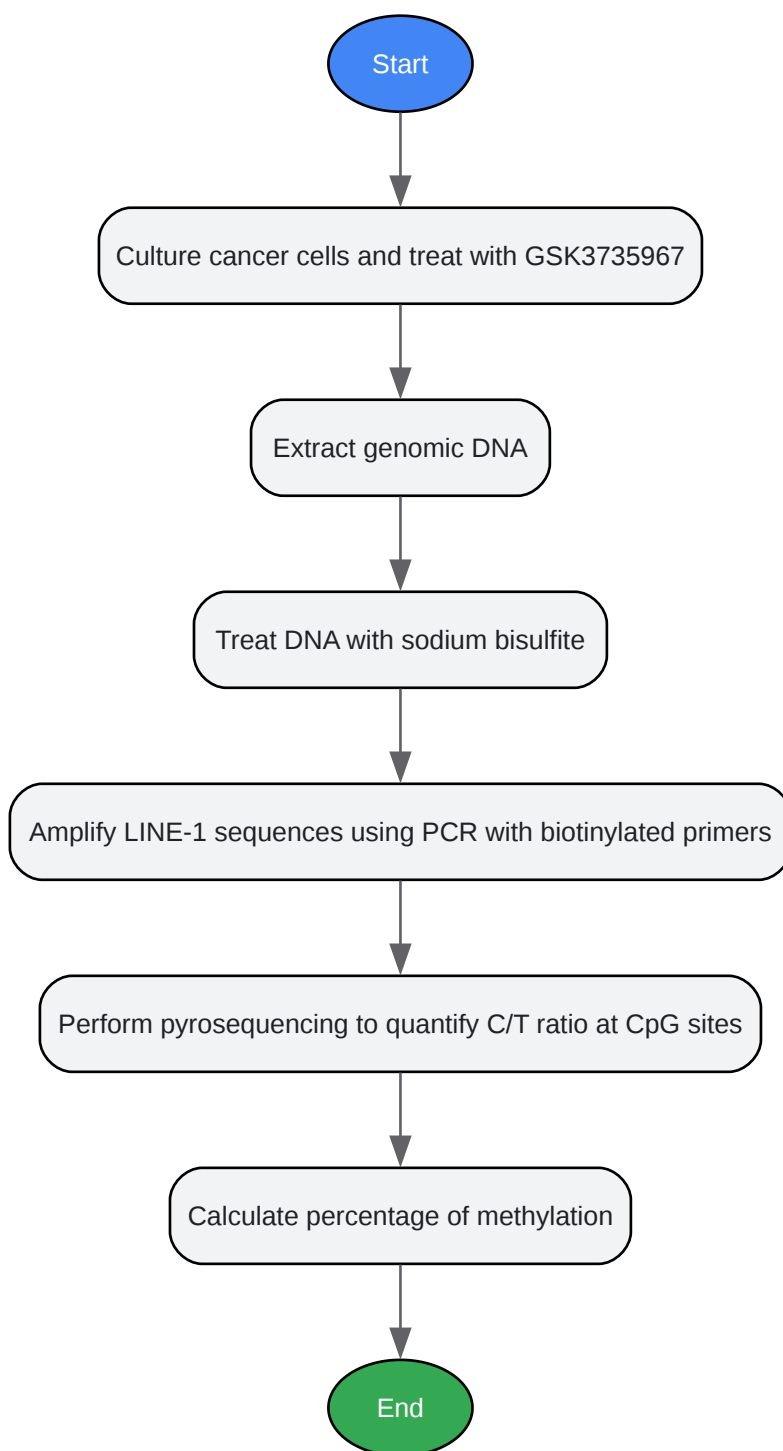 Start
Culture cancer cells and treat with GSK3735967
Extract genomic DNA
Treat DNA with sodium bisulfite
Amplify LINE-1 sequences using PCR with biotinylated primers
Perform pyrosequencing to quantify C/T ratio at CpG sites
Calculate percentage of methylation
End